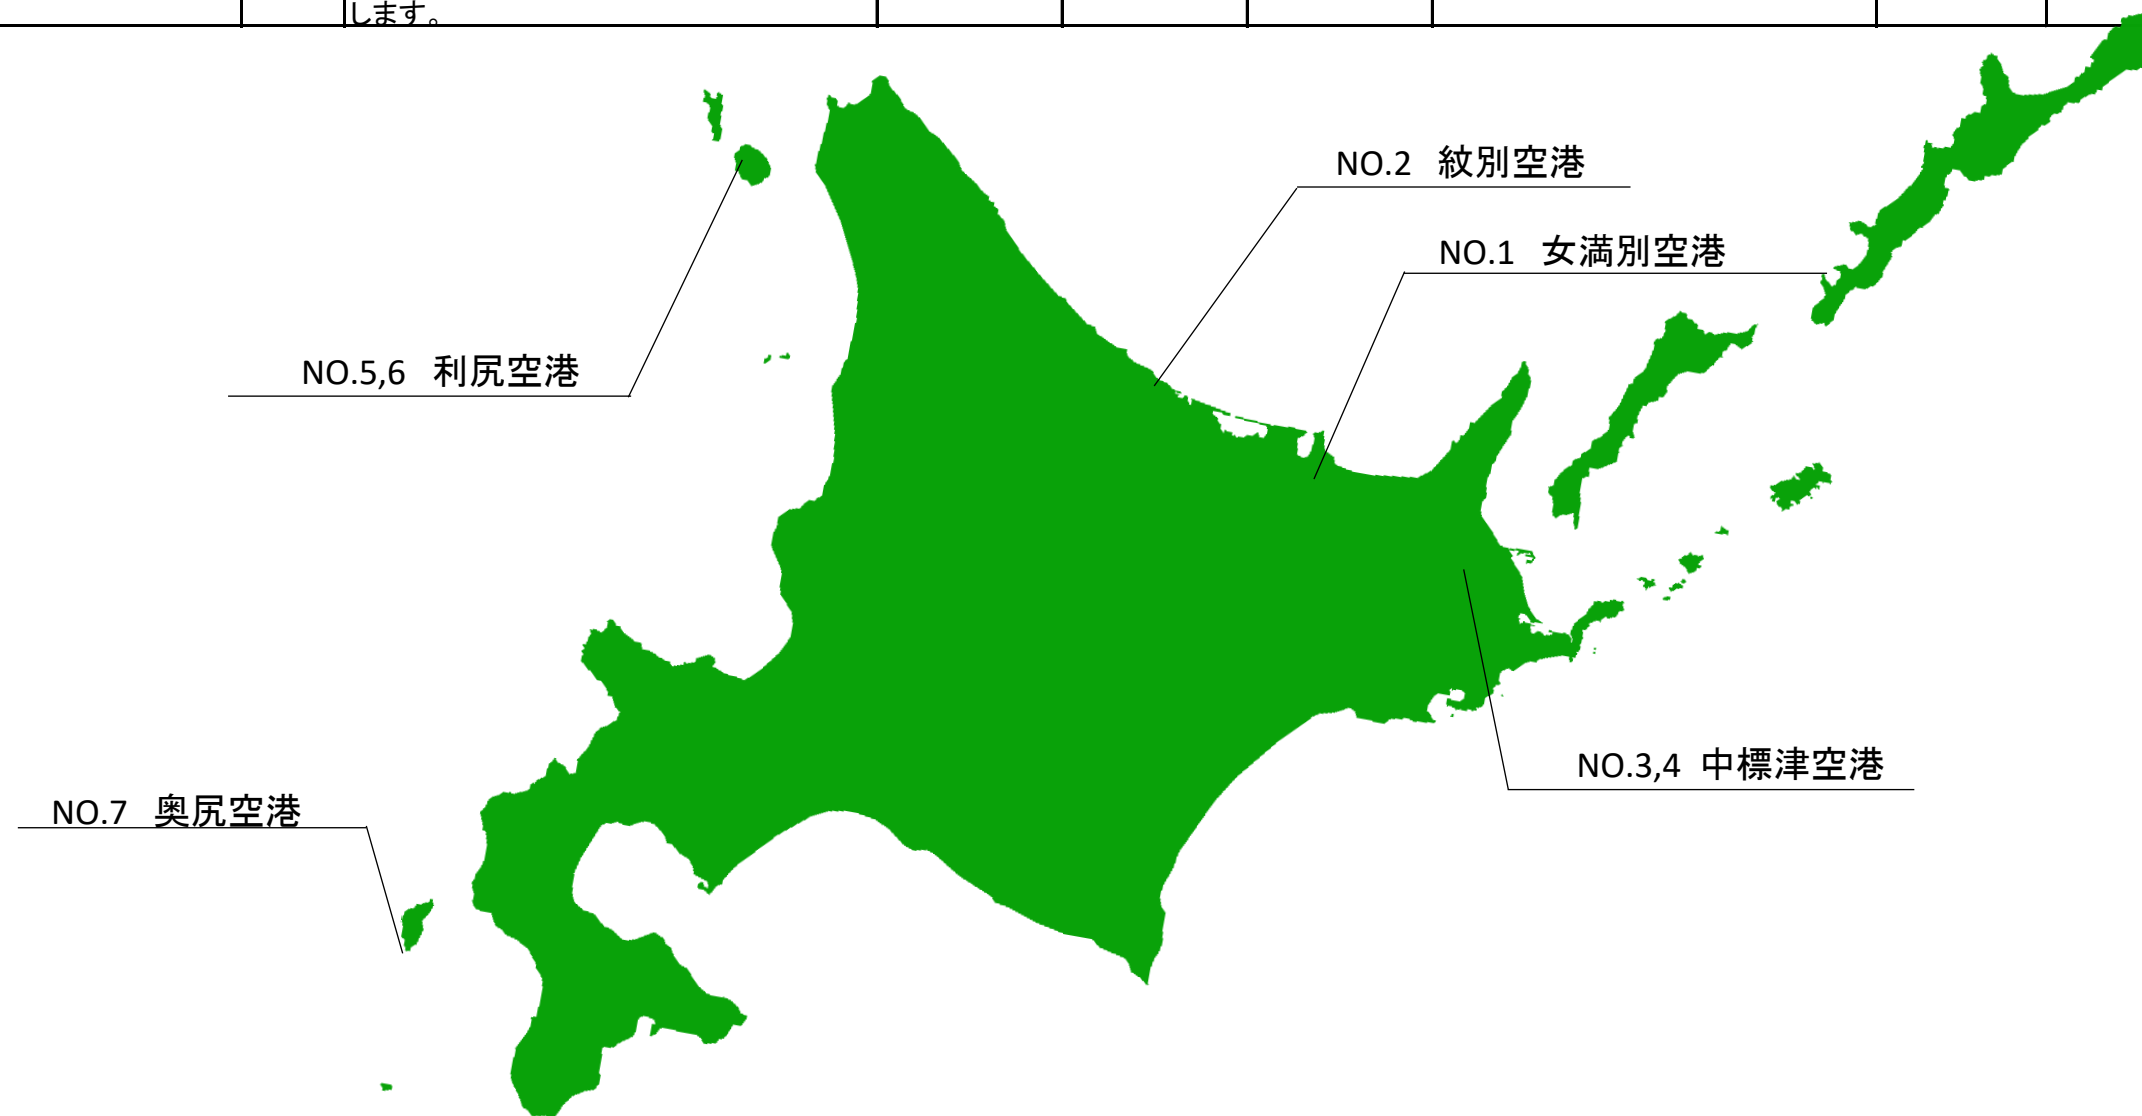 します。
NO.2 紋別空港
NO.1 女満別空港
NO.5,6 利尻空港
NO.3,4 中標津空港
NO.7 奥尻空港